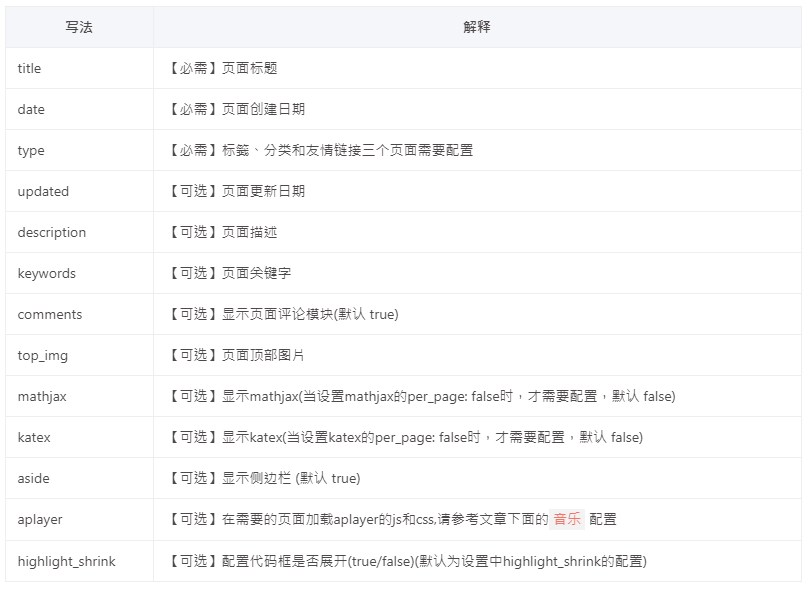 写法 解释
title 【必需】页面标题
date 【必需】页面创建日期
type 【必需】标籤、分类和友情链接三个页面需要配置
updated 【可选】页面更新日期
description 【可选】页面描述
keywords 【可选】页面关键字
comments 【可选】显示页面评论模块(默认 true)
top_img 【可选】页面顶部图片
mathjax 【可选】显示mathjax(当设置mathjax的per_page: false时，才需要配置，默认 false)
katex 【可选】显示katex(当设置katex的per_page: false时，才需要配置，默认 false)
aside 【可选】显示侧边栏 (默认 true)
aplayer 【可选】在需要的页面加载aplayer的js和css,请参考文章下面的 音乐 配置
highlight_shrink 【可选】配置代码框是否展开(true/false)(默认为设置中highlight_shrink的配置)